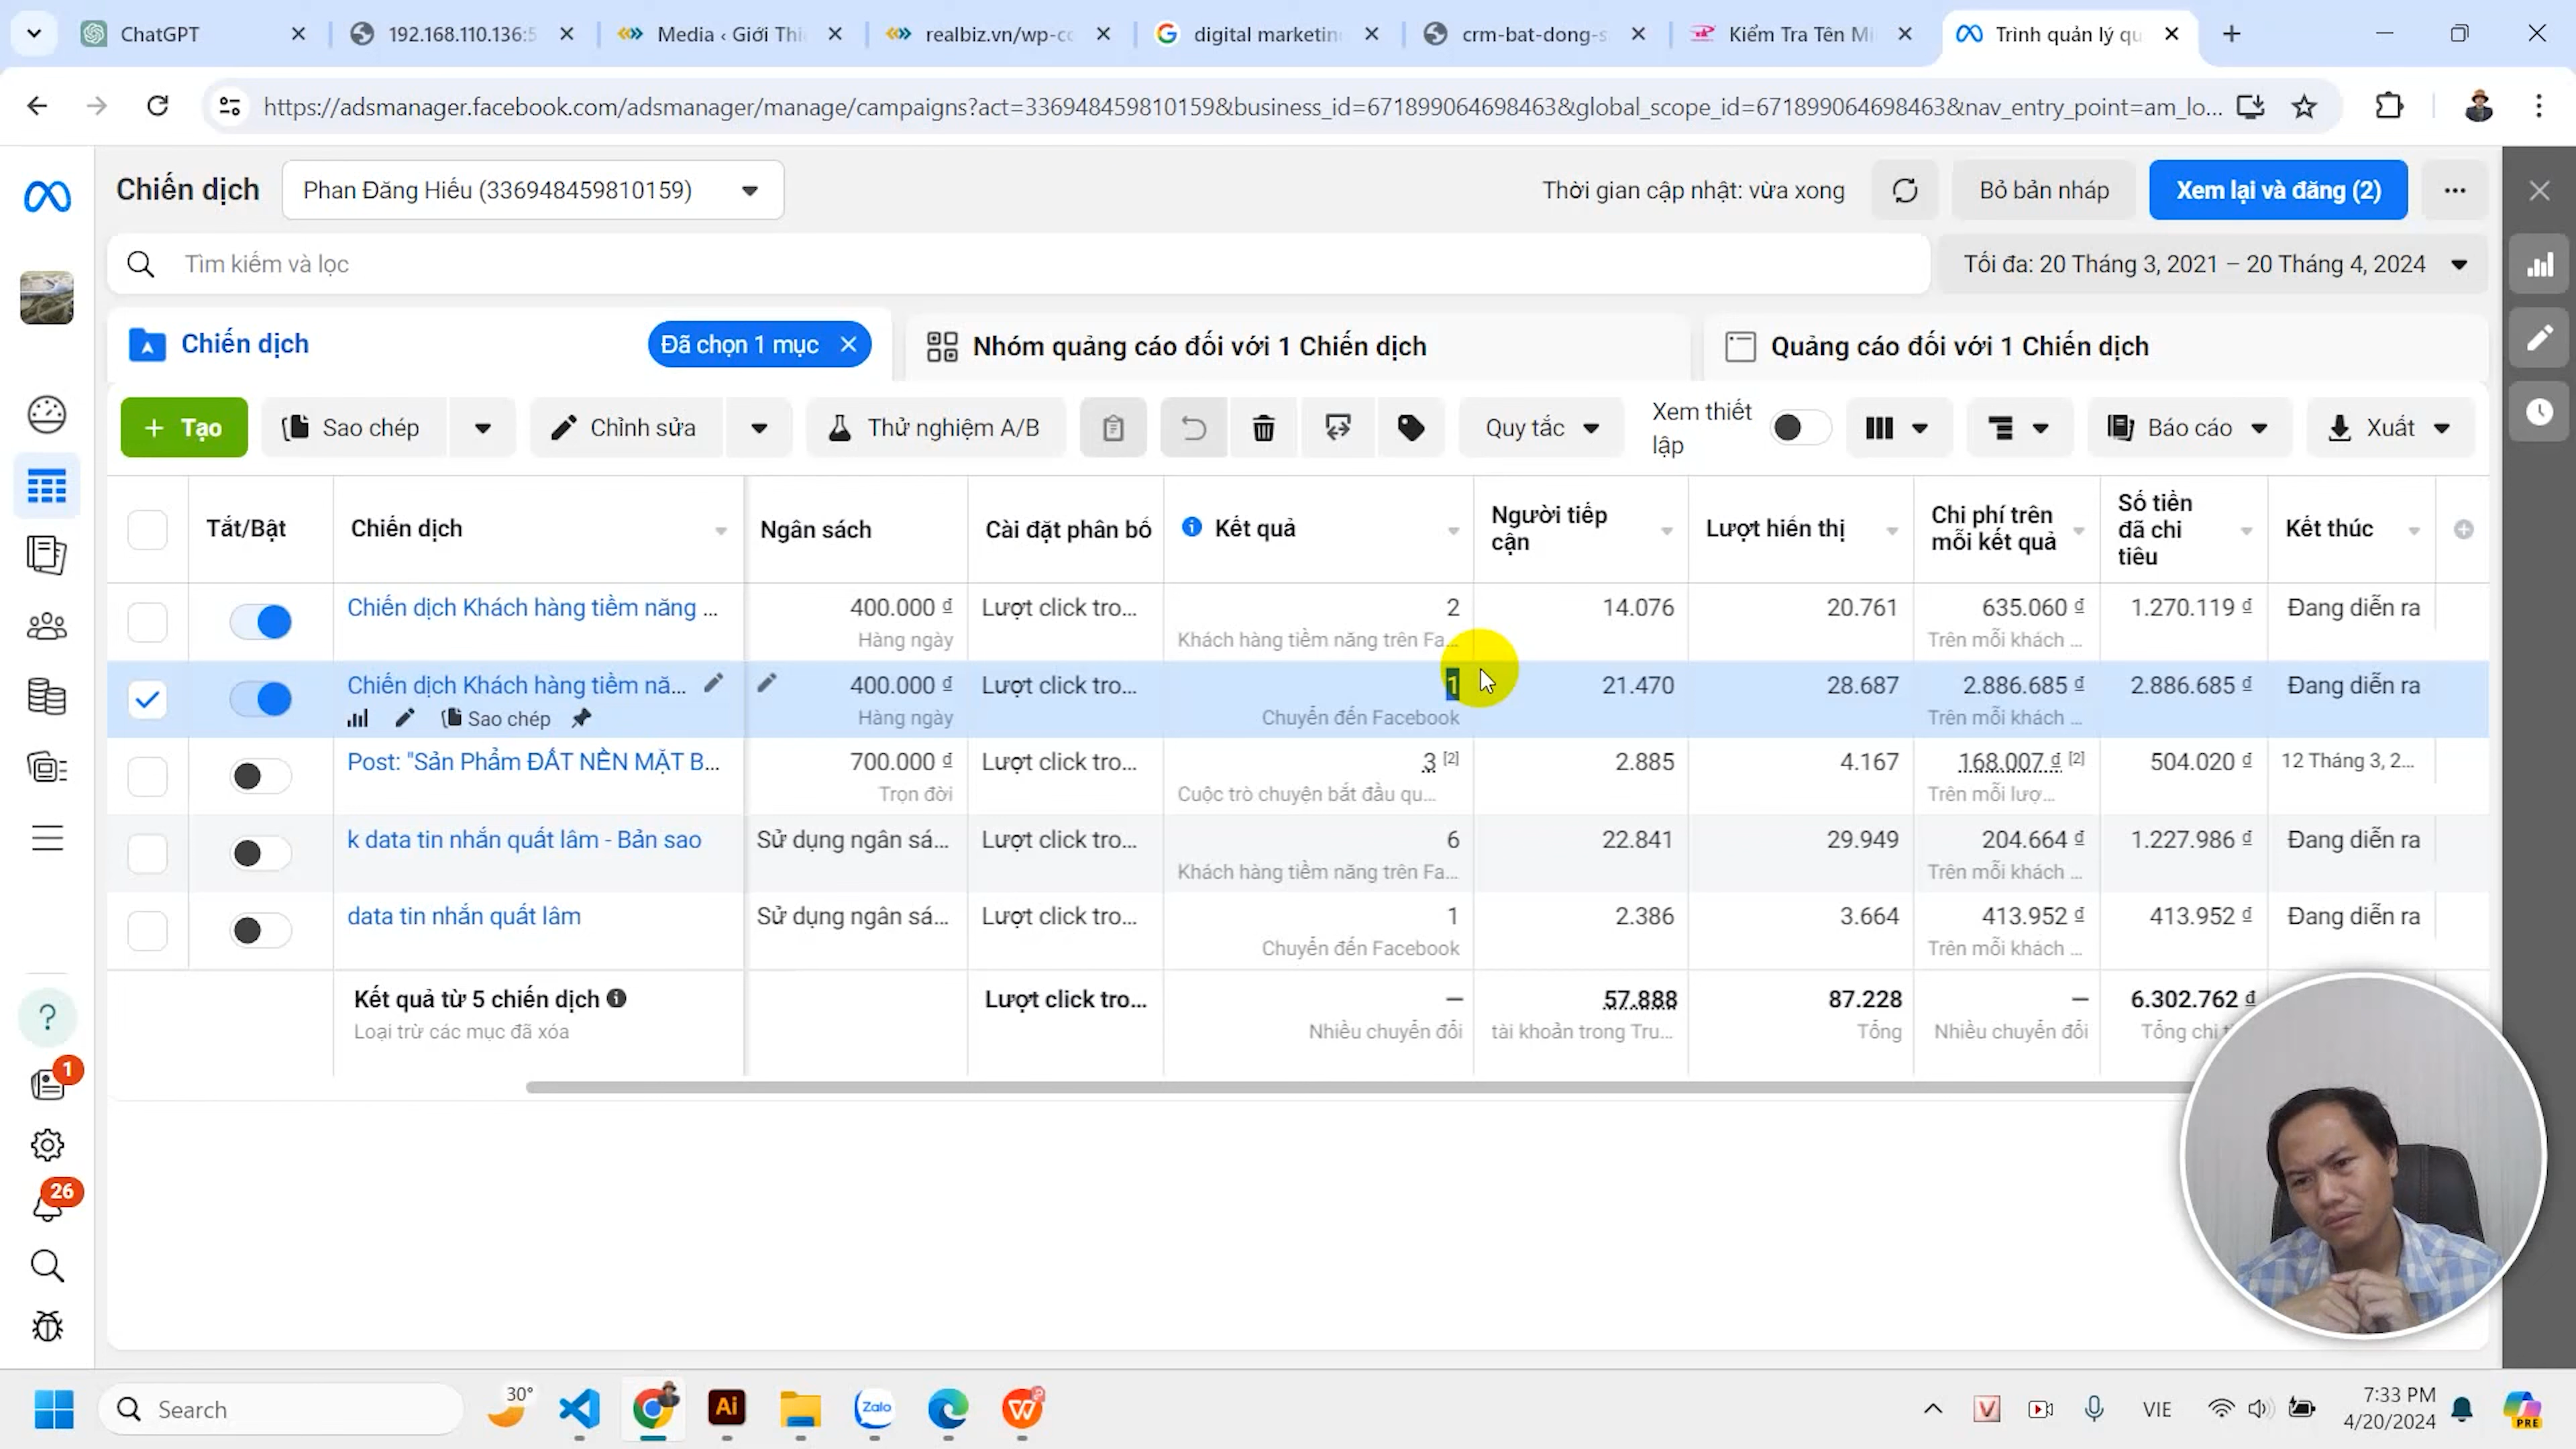 ChatGPT
192.168.110.136:5
Media ‹ Giới Thi
realbiz.vn/wp-co
digital marketin
crm-bat-dong-s
Kiểm Tra Tên Mi
Trình quản lý qu
https://adsmanager.facebook.com/adsmanager/manage/campaigns?act=336948459810159&business_id=671899064698463&global_scope_id=671899064698463&nav_entry_point=am_lo...
Chiến dịch
Phan Đăng Hiếu (336948459810159)
Thời gian cập nhật: vừa xong
Bỏ bản nháp
Xem lại và đăng (2)
Tìm kiếm và lọc
Tối đa: 20 Tháng 3, 2021 – 20 Tháng 4, 2024
Chiến dịch
Đã chọn 1 mục
Nhóm quảng cáo đối với 1 Chiến dịch
Quảng cáo đối với 1 Chiến dịch
+ Tạo
Sao chép
Chỉnh sửa
Thử nghiệm A/B
Quy tắc
Xem thiết
lập
Báo cáo
Xuất
Tắt/Bật
Chiến dịch
Ngân sách
Cài đặt phân bố
Kết quả
Người tiếp
cận
Lượt hiển thị
Chi phí trên
mỗi kết quả
Số tiền
đã chi
tiêu
Kết thúc
Chiến dịch Khách hàng tiềm năng ...
400.000 ₫
Hàng ngày
Lượt click tro...
2
Khách hàng tiềm năng trên Fa...
14.076
20.761
635.060 ₫
Trên mỗi khách ...
1.270.119 ₫
Đang diễn ra
Chiến dịch Khách hàng tiềm nă...
Sao chép
400.000 ₫
Hàng ngày
Lượt click tro...
1
Chuyển đến Facebook
21.470
28.687
2.886.685 ₫
Trên mỗi khách ...
2.886.685 ₫
Đang diễn ra
Post: "Sản Phẩm ĐẤT NỀN MẶT B...
700.000 ₫
Trọn đời
Lượt click tro...
3 [2]
Cuộc trò chuyện bắt đầu qu...
2.885
4.167
168.007 ₫ [2]
Trên mỗi lượ...
504.020 ₫
12 Tháng 3, 2...
k data tin nhắn quất lâm - Bản sao
Sử dụng ngân sá...
Lượt click tro...
6
Khách hàng tiềm năng trên Fa...
22.841
29.949
204.664 ₫
Trên mỗi khách ...
1.227.986 ₫
Đang diễn ra
data tin nhắn quất lâm
Sử dụng ngân sá...
Lượt click tro...
1
Chuyển đến Facebook
2.386
3.664
413.952 ₫
Trên mỗi khách ...
413.952 ₫
Đang diễn ra
Kết quả từ 5 chiến dịch
Loại trừ các mục đã xóa
Lượt click tro...
—
Nhiều chuyển đổi
57.888
tài khoản trong Tru...
87.228
Tổng
—
Nhiều chuyển đổi
6.302.762 ₫
Tổng chi
?
1
26
Search
30°
Ai
Zalo
VIE
7:33 PM
4/20/2024
PRE